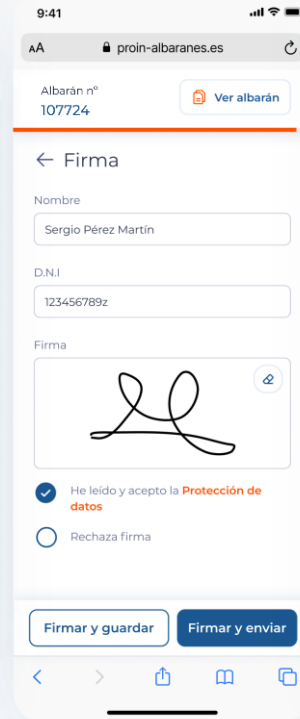 9:41
AA proin-albaranes.es
Albarán nº
107724
Ver albarán
← Firma
Nombre
Sergio Pérez Martín
D.N.I
123456789z
Firma
He leído y acepto la Protección de
datos
Rechaza firma
Firmar y guardar
Firmar y enviar